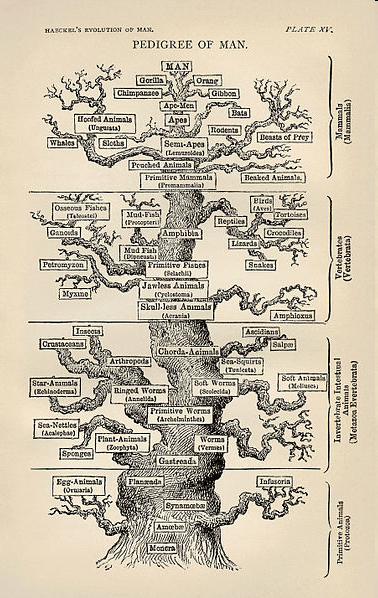 HAECKEL'S EVOLUTION OF MAN.
PLATE XV.
PEDIGREE OF MAN.
MAN
Gorilla
Orang
Chimpanzee
Gibbon
Ape-Men
Apes
Bats
Hoofed Animals
(Ungulata)
Rodents
Whales
Sloths
Semi-Apes
(Lemuroidea)
Beasts of Prey
Pouched Animals
Primitive Mammals
(Promammalia)
Beaked Animals.
Mammals
(Mammalia)
Osseous Fishes
(Teleostei)
Mud-Fish
(Protopteri)
Birds
(Aves)
Tortoises
Reptiles
Ganoids
Amphibia
Crocodiles
Lizards
Mud Fish
(Dipneusta)
Petromyzon
Primitive Fishes
(Selachii)
Snakes
Myxine
Jawless Animals
(Cyclostoma)
Skull-less Animals
(Acrania)
Amphioxus
Vertebrates
(Vertebrata)
Insects
Ascidians
Crustaceans
Salpæ
Chorda-Animals
Arthropods
Sea-Squirts
(Tunicata)
Star-Animals
(Echinoderma)
Ringed Worms
(Annelida)
Soft Worms
(Scolecida)
Soft Animals
(Molluscs)
Primitive Worms
(Archelminthes)
Sea-Nettles
(Acalephae)
Plant-Animals
(Zoophyta)
Worms
(Vermes)
Sponges
Gastreada
Invertebrate Intestinal
Animals
(Metazoa Evertebrata)
Egg-Animals
(Ovularia)
Planæada
Infusoria
Synamœbæ
Amœbæ
Monera
Primitive Animals
(Protozoa)